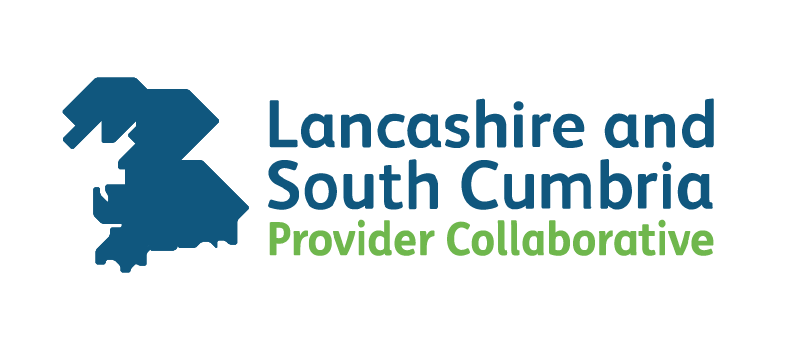 Lancashire and
South Cumbria
Provider Collaborative